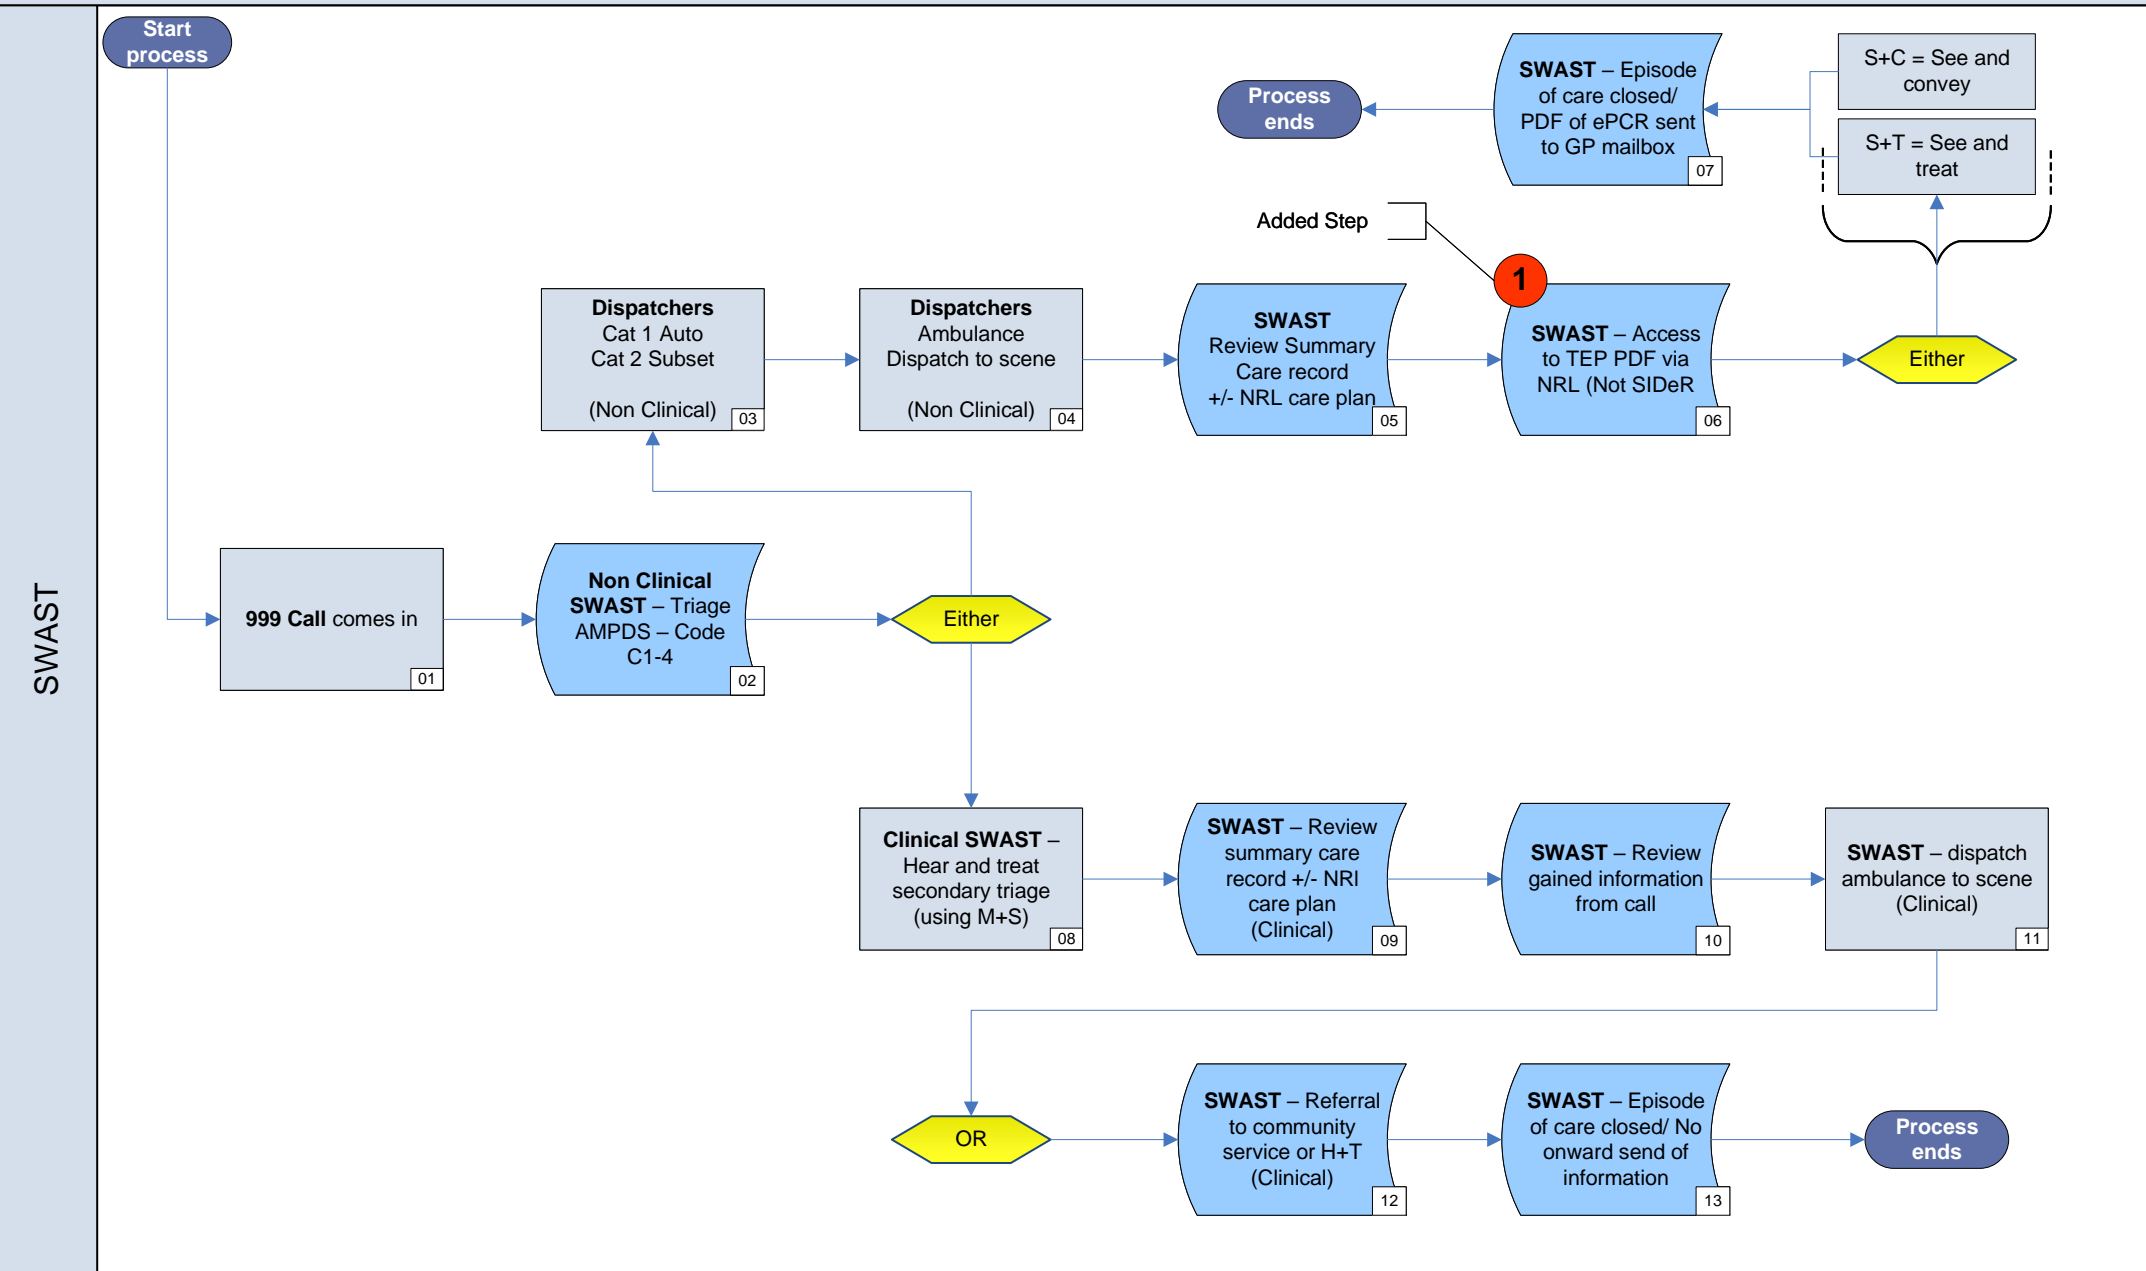 SWAST
Start
process
999 Call comes in
01
Non Clinical
SWAST – Triage
AMPDS – Code
C1-4
02
Either
Dispatchers
Cat 1 Auto
Cat 2 Subset
(Non Clinical)
03
Dispatchers
Ambulance
Dispatch to scene
(Non Clinical)
04
SWAST
Review Summary
Care record
+/- NRL care plan
05
Added Step
1
SWAST – Access
to TEP PDF via
NRL (Not SIDeR
06
Either
S+C = See and
convey
S+T = See and
treat
SWAST – Episode
of care closed/
PDF of ePCR sent
to GP mailbox
07
Process
ends
Clinical SWAST –
Hear and treat
secondary triage
(using M+S)
08
SWAST – Review
summary care
record +/- NRI
care plan
(Clinical)
09
SWAST – Review
gained information
from call
10
SWAST – dispatch
ambulance to scene
(Clinical)
11
OR
SWAST – Referral
to community
service or H+T
(Clinical)
12
SWAST – Episode
of care closed/ No
onward send of
information
13
Process
ends